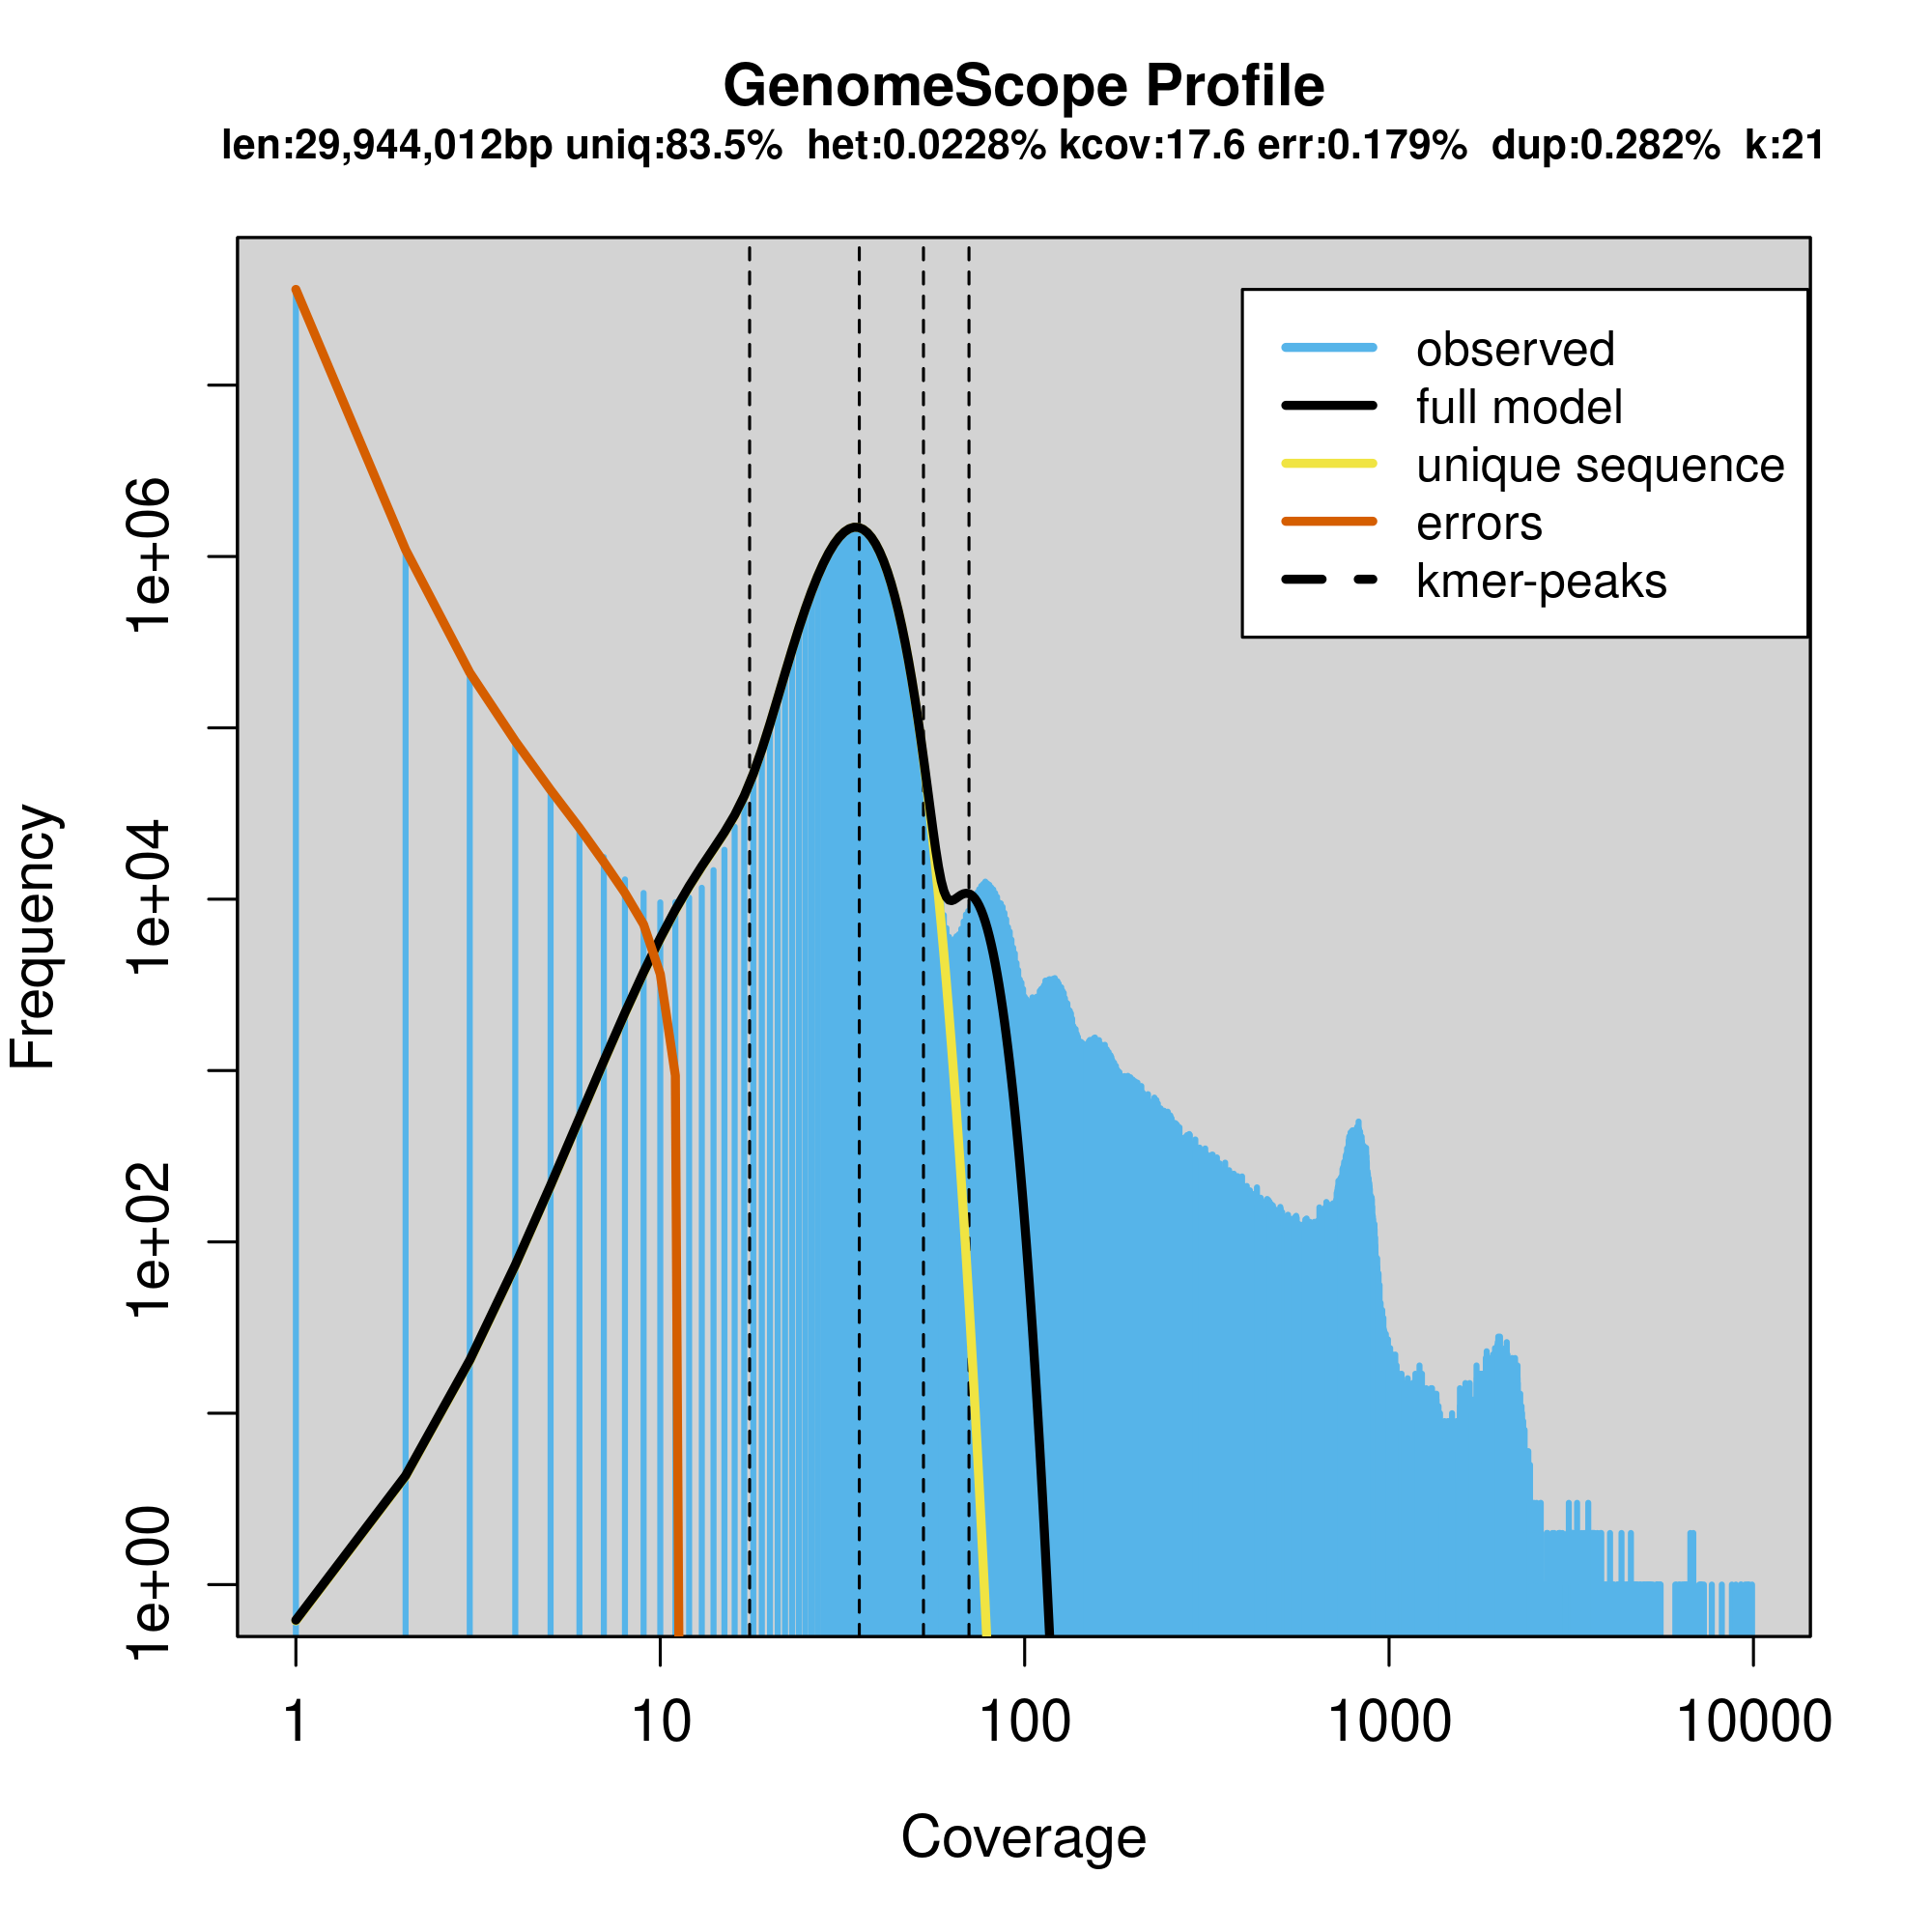 GenomeScope Profile
len:29,944,012bp uniq:83.5% het:0.0228% kcov:17.6 err:0.179% dup:0.282% k:21
observed
full model
unique sequence
errors
kmer-peaks
Frequency
1e+06
1e+04
1e+02
1e+00
1 10 100 1000 10000
Coverage